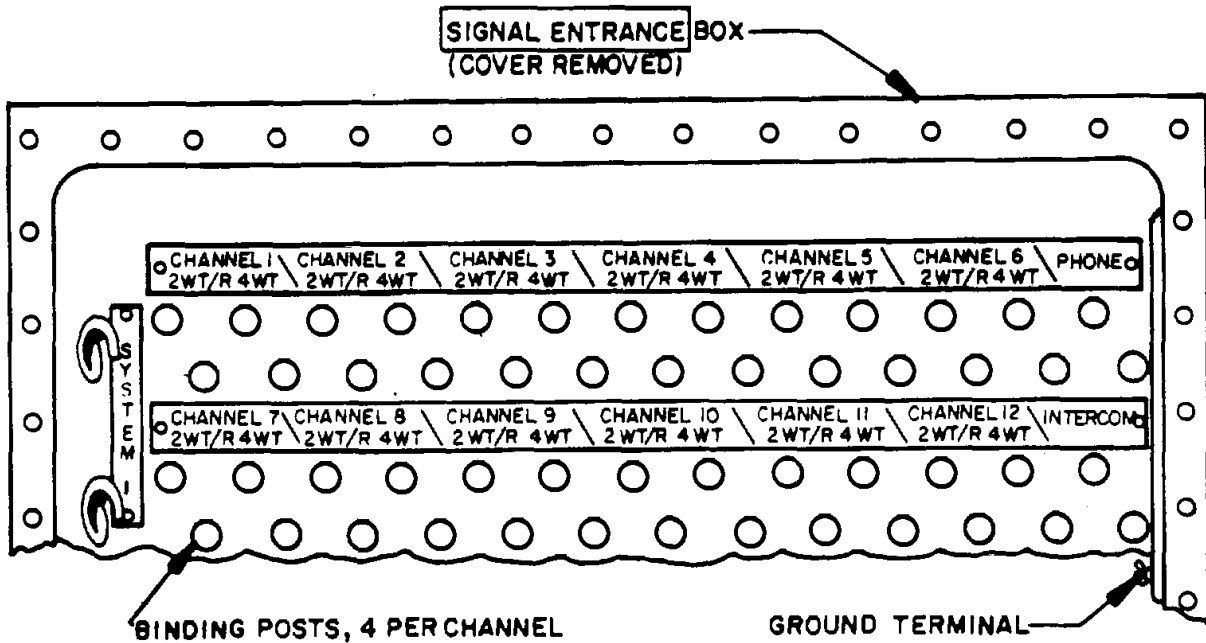 SIGNAL ENTRANCE BOX
(COVER REMOVED)
CHANNEL 1 CHANNEL 2 CHANNEL 3 CHANNEL 4 CHANNEL 5 CHANNEL 6 PHONE
2WT/R 4WT 2WT/R 4WT 2WT/R 4WT 2WT/R 4WT 2WT/R 4WT 2WT/R 4WT
SYSTEM 1
CHANNEL 7 CHANNEL 8 CHANNEL 9 CHANNEL 10 CHANNEL 11 CHANNEL 12 INTERCOM
2WT/R 4WT 2WT/R 4WT 2WT/R 4WT 2WT/R 4WT 2WT/R 4WT 2WT/R 4WT
BINDING POSTS, 4 PER CHANNEL
GROUND TERMINAL